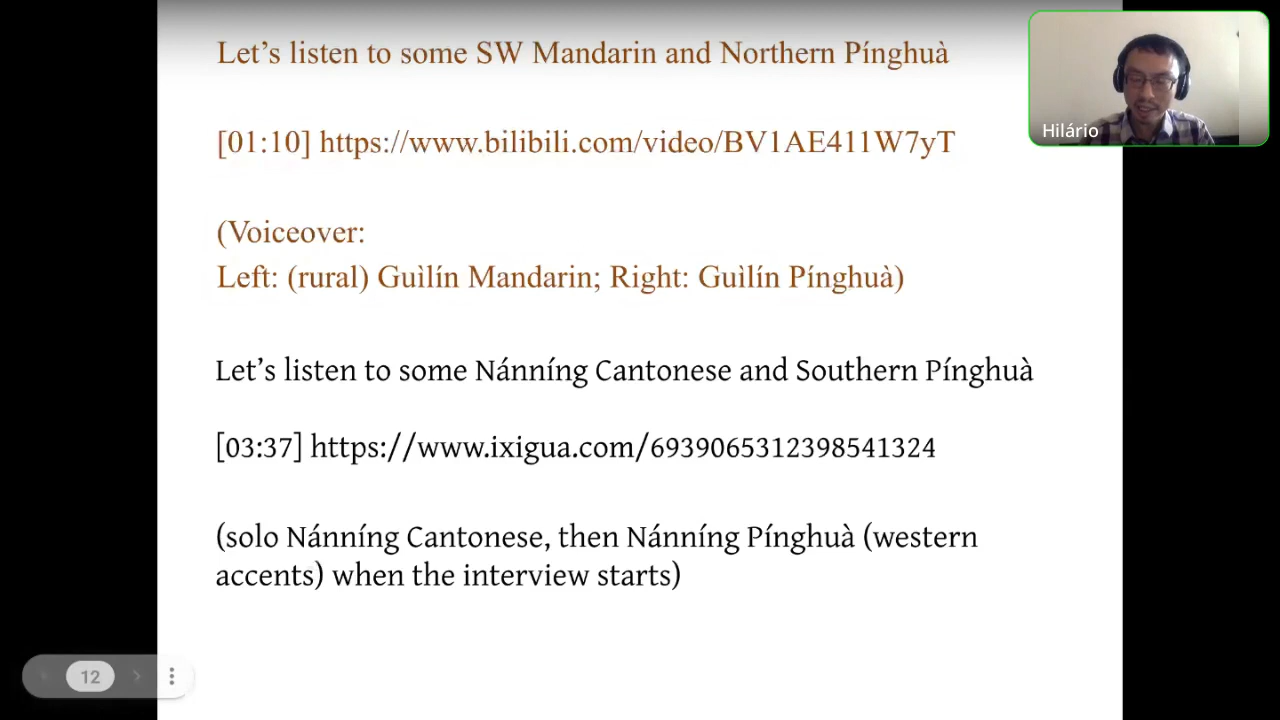 Let’s listen to some SW Mandarin and Northern Pínghuà
[01:10] https://www.bilibili.com/video/BV1AE411W7yT
(Voiceover:
Left: (rural) Guìlín Mandarin; Right: Guìlín Pínghuà)
Let’s listen to some Nánníng Cantonese and Southern Pínghuà
[03:37] https://www.ixigua.com/6939065312398541324
(solo Nánníng Cantonese, then Nánníng Pínghuà (western
accents) when the interview starts)
Hilário
12